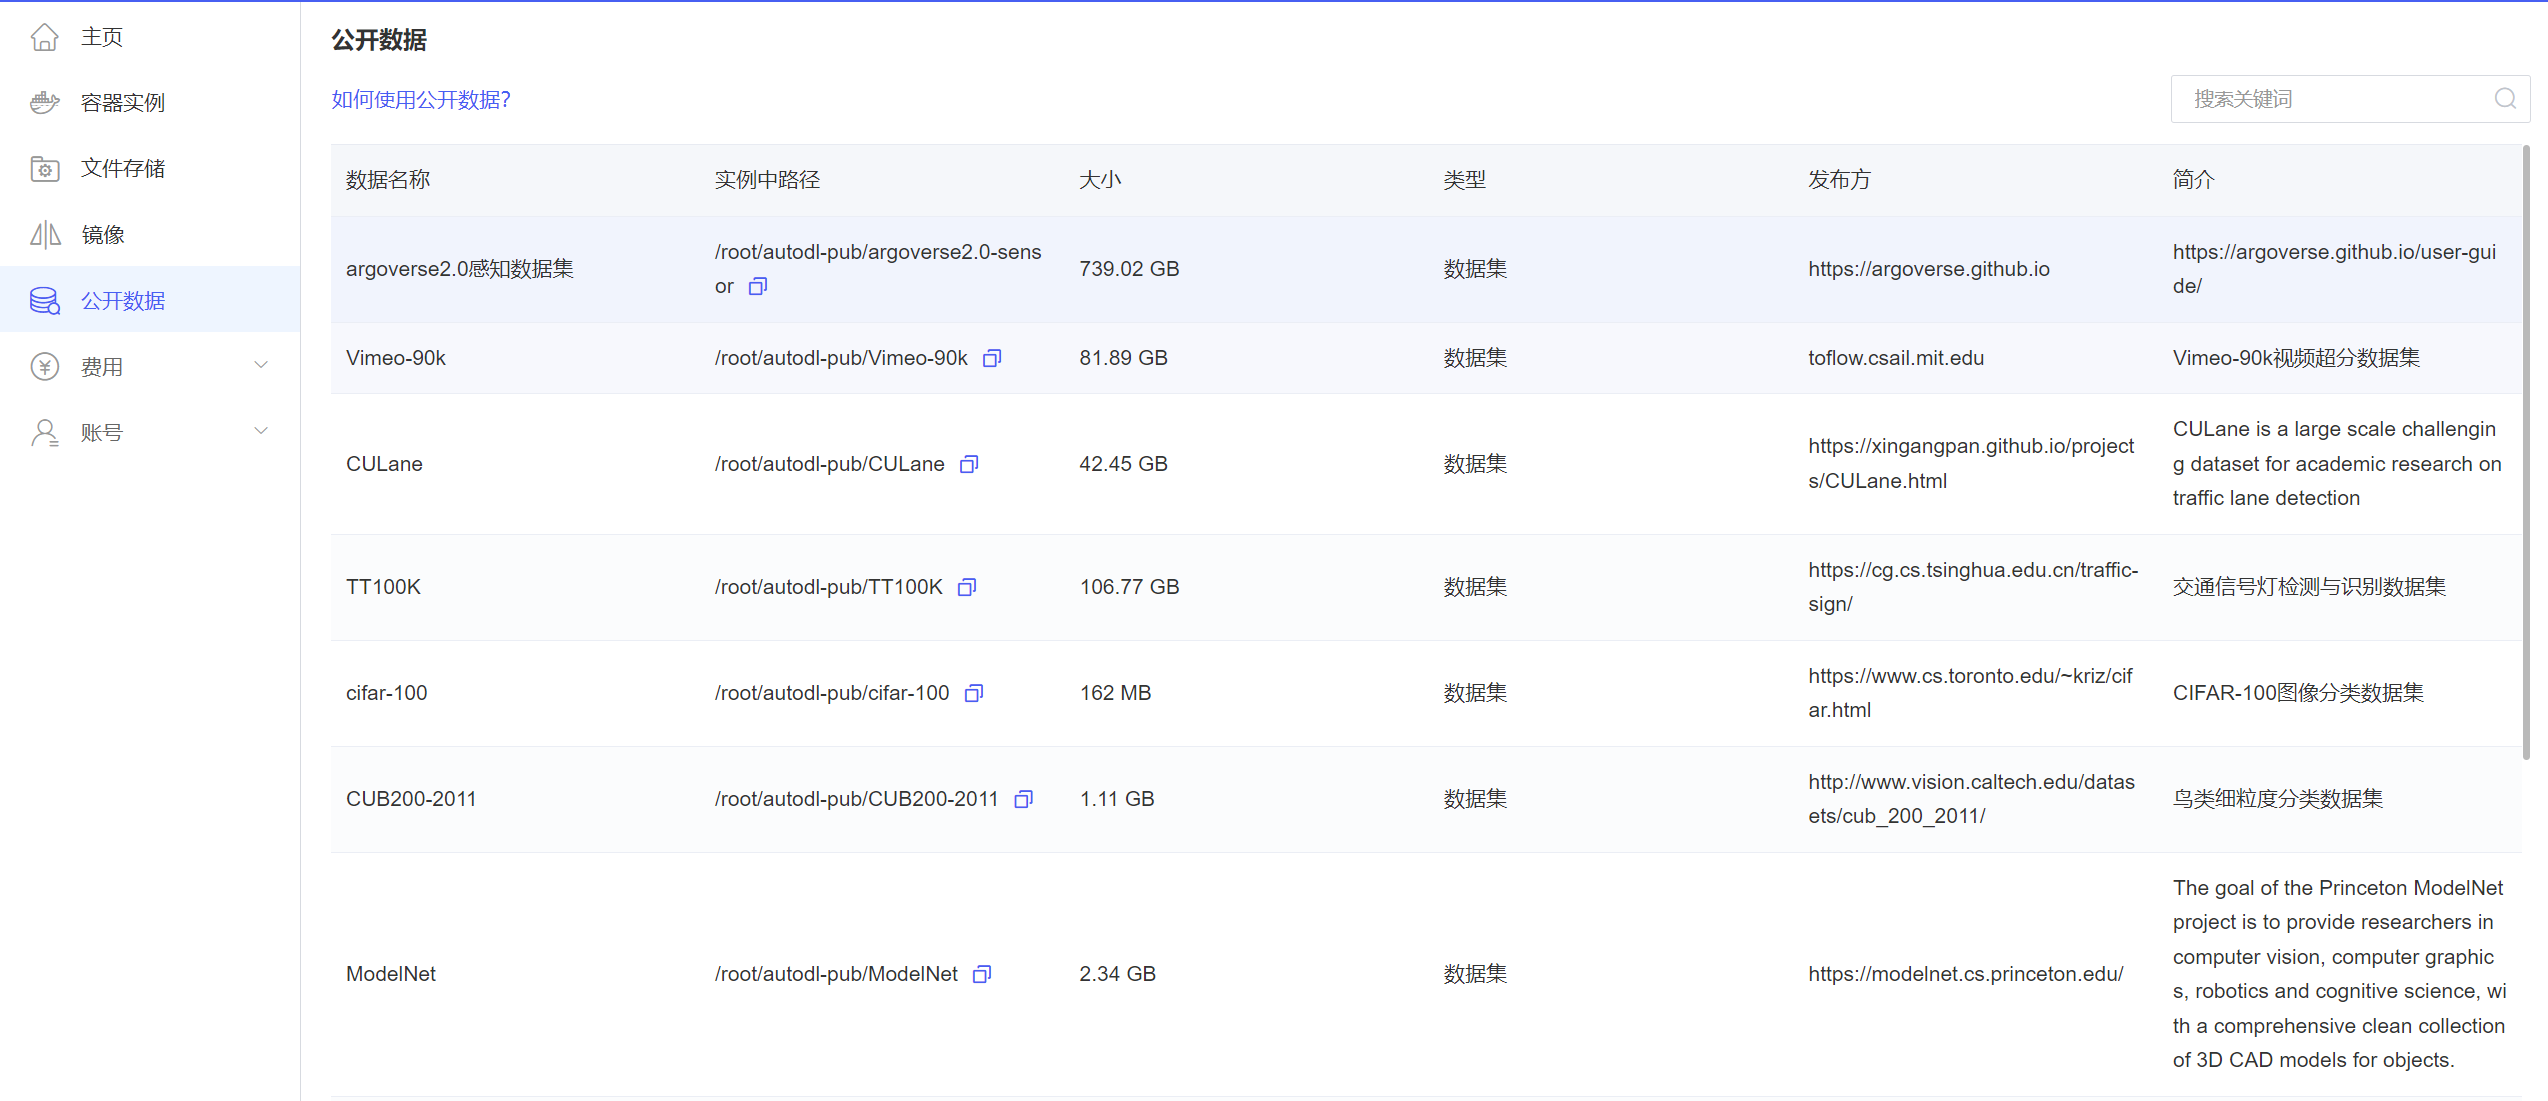 主页
容器实例
文件存储
镜像
公开数据
费用
账号
公开数据
如何使用公开数据?
搜索关键词
数据名称 实例中路径 大小 类型 发布方 简介
argoverse2.0感知数据集
/root/autodl-pub/argoverse2.0-sens
or
739.02 GB
数据集
https://argoverse.github.io
https://argoverse.github.io/user-gui
de/
Vimeo-90k
/root/autodl-pub/Vimeo-90k
81.89 GB
数据集
toflow.csail.mit.edu
Vimeo-90k视频超分数据集
CULane
/root/autodl-pub/CULane
42.45 GB
数据集
https://xingangpan.github.io/project
s/CULane.html
CULane is a large scale challengin
g dataset for academic research on
traffic lane detection
TT100K
/root/autodl-pub/TT100K
106.77 GB
数据集
https://cg.cs.tsinghua.edu.cn/traffic-
sign/
交通信号灯检测与识别数据集
cifar-100
/root/autodl-pub/cifar-100
162 MB
数据集
https://www.cs.toronto.edu/~kriz/cif
ar.html
CIFAR-100图像分类数据集
CUB200-2011
/root/autodl-pub/CUB200-2011
1.11 GB
数据集
http://www.vision.caltech.edu/datas
ets/cub_200_2011/
鸟类细粒度分类数据集
ModelNet
/root/autodl-pub/ModelNet
2.34 GB
数据集
https://modelnet.cs.princeton.edu/
The goal of the Princeton ModelNet
project is to provide researchers in
computer vision, computer graphic
s, robotics and cognitive science, wi
th a comprehensive clean collection
of 3D CAD models for objects.